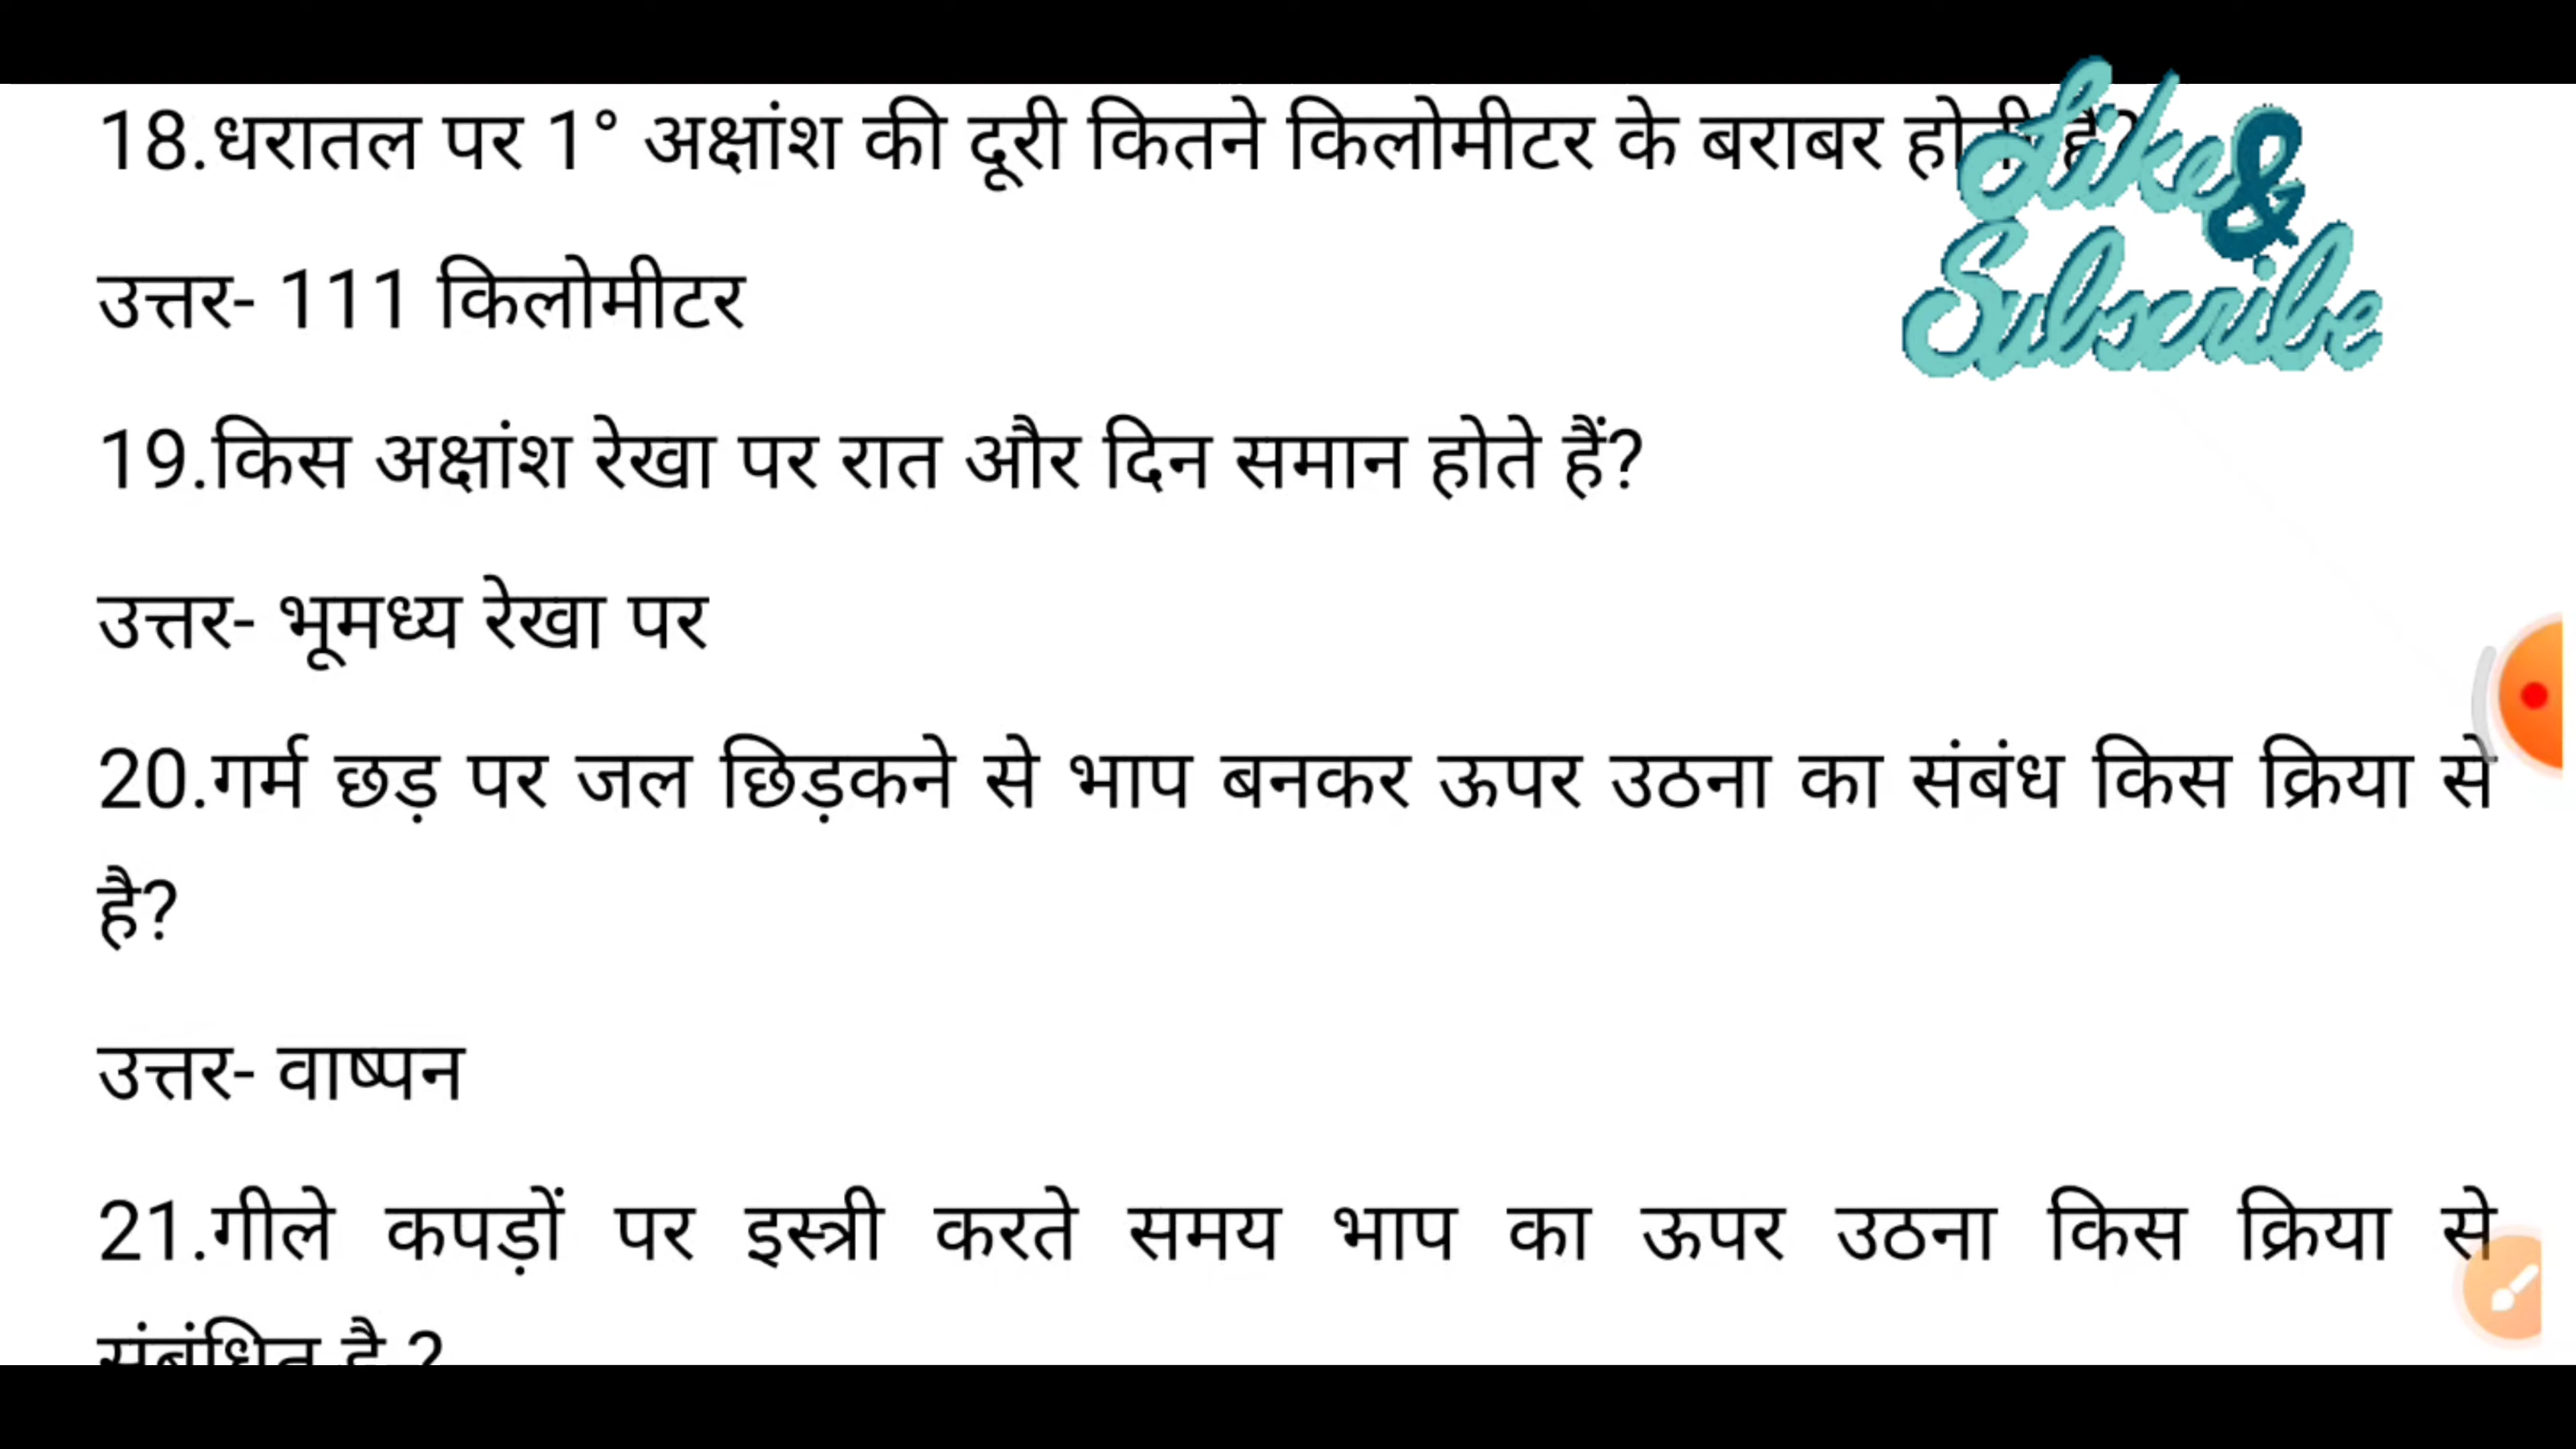 18.धरातल पर 1° अक्षांश की दूरी कितने किलोमीटर के बराबर होती है?
Like &
Subscribe
उत्तर- 111 किलोमीटर
19.किस अक्षांश रेखा पर रात और दिन समान होते हैं?
उत्तर- भूमध्य रेखा पर
20.गर्म छड़ पर जल छिड़कने से भाप बनकर ऊपर उठना का संबंध किस क्रिया से
है?
उत्तर- वाष्पन
21.गीले कपड़ों पर इस्त्री करते समय भाप का ऊपर उठना किस क्रिया से
संबंधित है ?